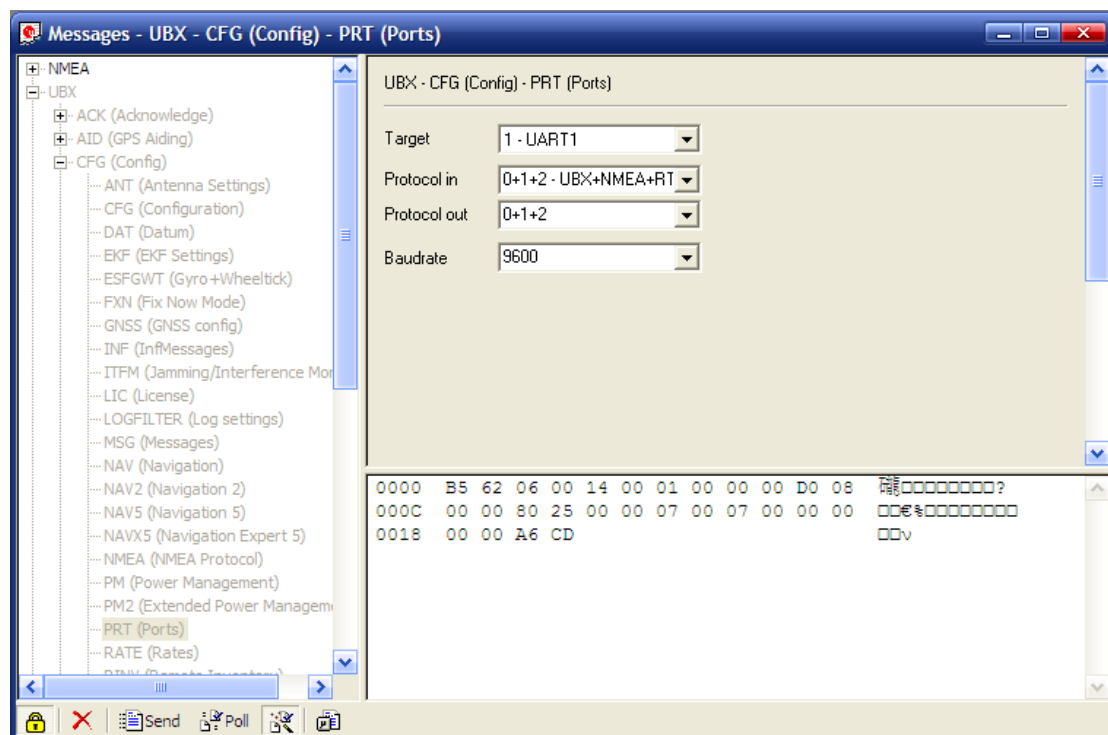 Messages - UBX - CFG (Config) - PRT (Ports)
NMEA
UBX
ACK (Acknowledge)
AID (GPS Aiding)
CFG (Config)
ANT (Antenna Settings)
CFG (Configuration)
DAT (Datum)
EKF (EKF Settings)
ESFGWT (Gyro+Wheeltick)
FXN (Fix Now Mode)
GNSS (GNSS config)
INF (InfMessages)
ITFM (Jamming/Interference Mor
LIC (License)
LOGFILTER (Log settings)
MSG (Messages)
NAV (Navigation)
NAV2 (Navigation 2)
NAV5 (Navigation 5)
NAVX5 (Navigation Expert 5)
NMEA (NMEA Protocol)
PM (Power Management)
PM2 (Extended Power Managem
PRT (Ports)
RATE (Rates)
UBX - CFG (Config) - PRT (Ports)
Target 1 - UART1
Protocol in 0+1+2 - UBX+NMEA+RT
Protocol out 0+1+2
Baudrate 9600
0000 B5 62 06 00 14 00 01 00 00 00 D0 08 □□□□□□□□?
000C 00 00 80 25 00 00 07 00 07 00 00 00 □□€%□□□□□□□□
0018 00 00 A6 CD □□ν
Send Poll